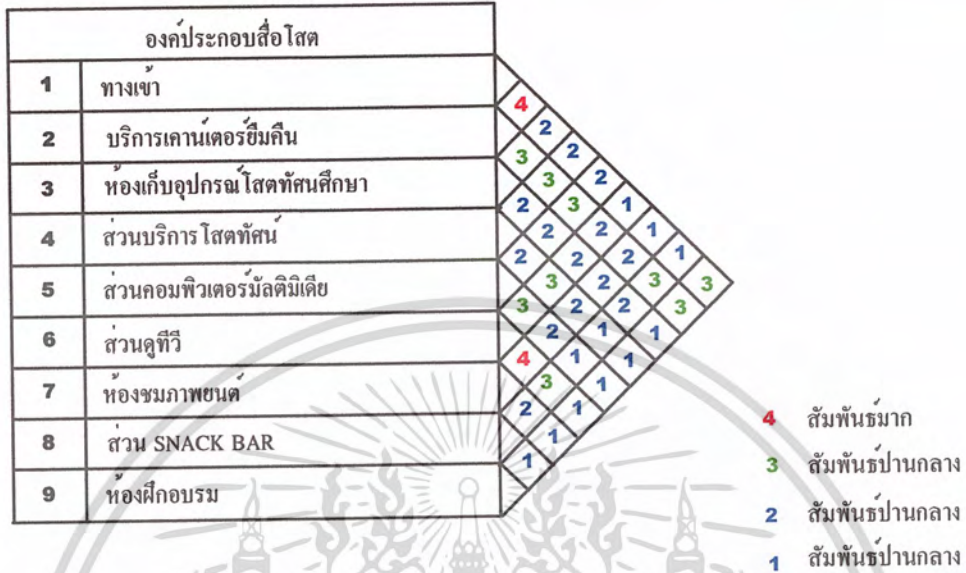 องค์ประกอบสื่อโสต
1 ทางเข้า
2 บริการเคาน์เตอร์ยืมคืน
3 ห้องเก็บอุปกรณ์โสตทัศนศึกษา
4 ส่วนบริการโสตทัศน์
5 ส่วนคอมพิวเตอร์มัลติมิเดีย
6 ส่วนดูทีวี
7 ห้องชมภาพยนต์
8 ส่วน SNACK BAR
9 ห้องฝึกอบรม
4
2
3 2
3 2
2 3 1
2 2 1
2 2 2 1
3 2 3 3
3 2 2 3
2 1 1
4 1 1
3 1
2 1
1
1
4 สัมพันธ์มาก
3 สัมพันธ์ปานกลาง
2 สัมพันธ์ปานกลาง
1 สัมพันธ์ปานกลาง